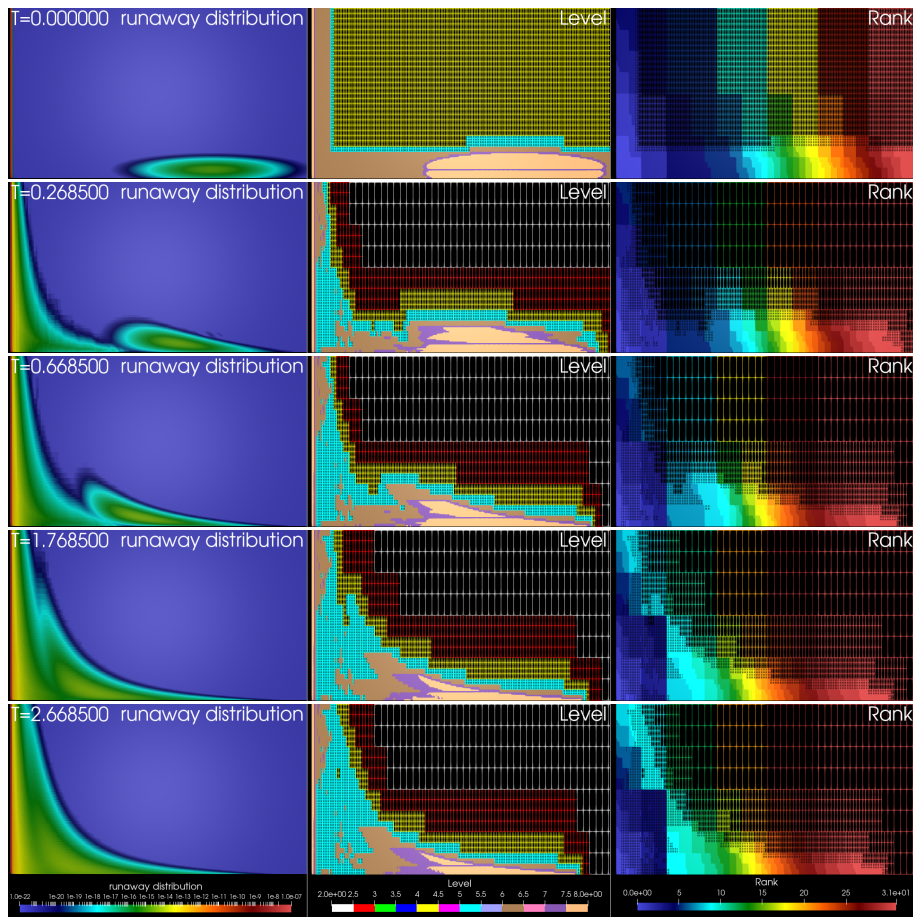 T=0.000000 runaway distribution Level Rank
T=0.268500 runaway distribution Level Rank
T=0.668500 runaway distribution Level Rank
T=1.768500 runaway distribution Level Rank
T=2.668500 runaway distribution Level Rank
runaway distribution Level Rank
1.0e-22 1e-20 1e-19 1e-18 1e-17 1e-16 1e-15 1e-14 1e-13 1e-12 1e-11 1e-10 1e-9 1e-8 1.0e-07 2.0e+00 2.5 3 3.5 4 4.5 5 5.5 6 6.5 7 7.5 8.0e+00 0.0e+00 5 10 15 20 25 3.1e+01